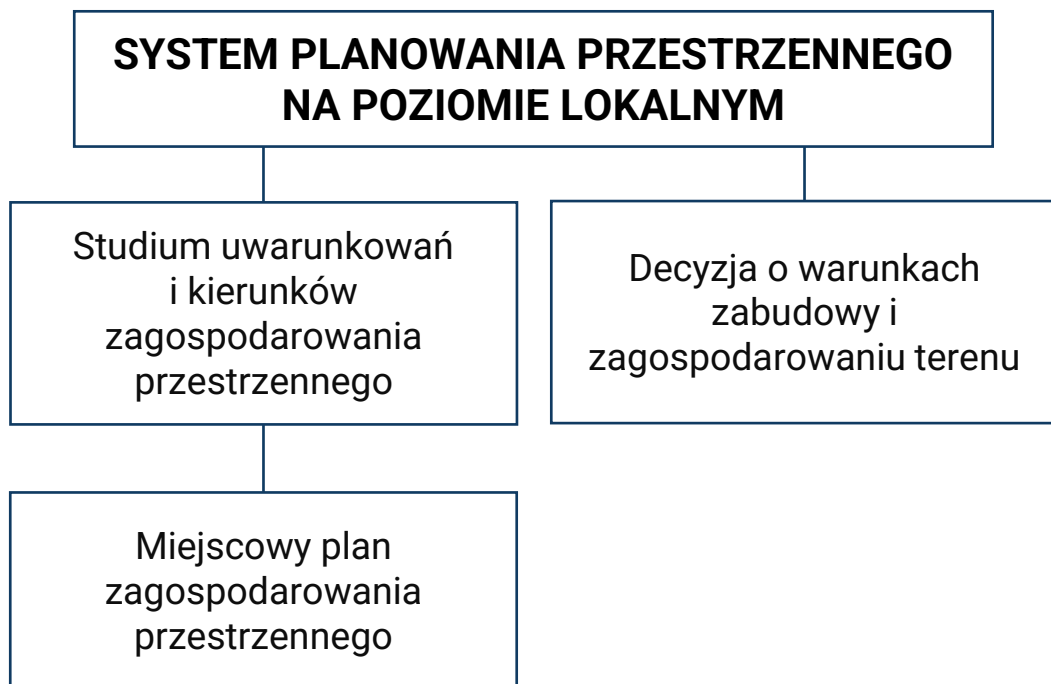 SYSTEM PLANOWANIA PRZESTRZENNEGO
NA POZIOMIE LOKALNYM
Studium uwarunkowań
i kierunków
zagospodarowania
przestrzennego
Decyzja o warunkach
zabudowy i
zagospodarowaniu terenu
Miejscowy plan
zagospodarowania
przestrzennego